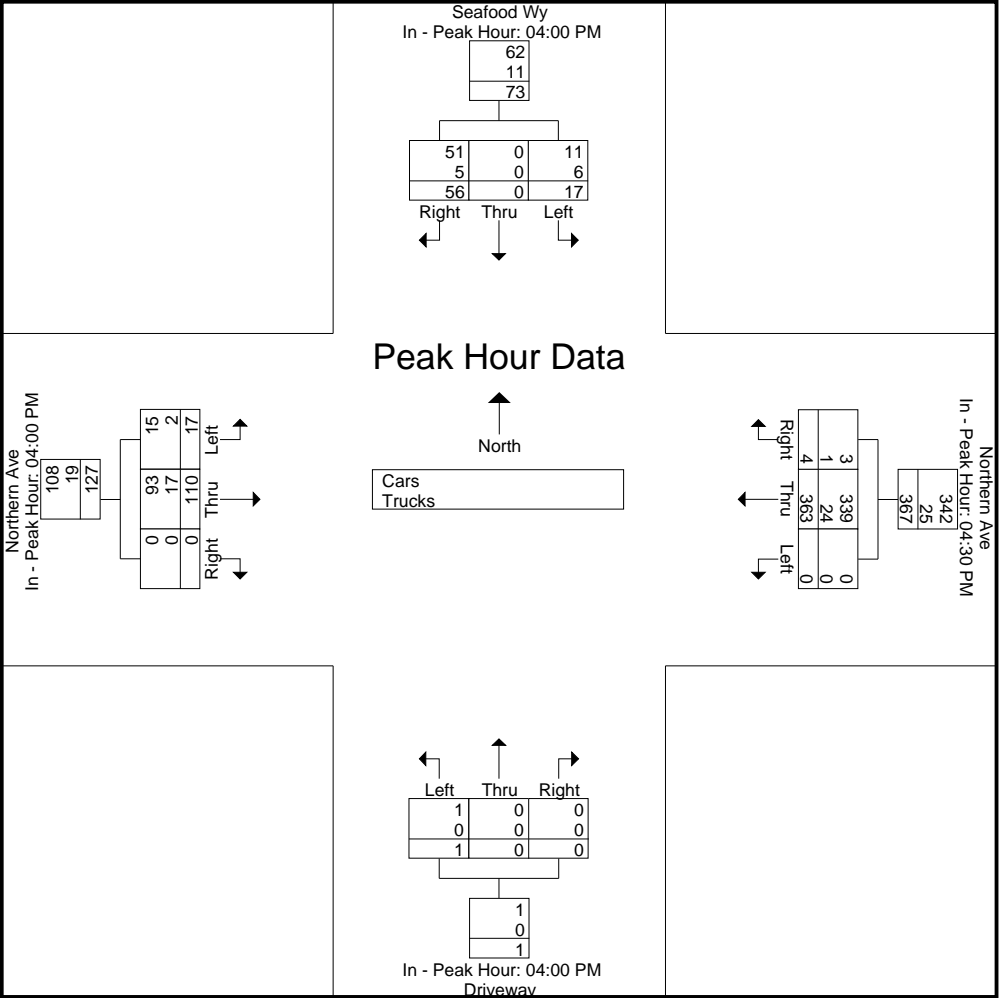 Seafood Wy
In - Peak Hour: 04:00 PM
62
11
73
51 0 11
5 0 6
56 0 17
Right Thru Left
Peak Hour Data
North
Cars
Trucks
Northern Ave
In - Peak Hour: 04:00 PM
108
19
127
15 2 17
93 17 110
0 0 0
Left
Thru
Right
Northern Ave
In - Peak Hour: 04:30 PM
342
25
367
3 1 4
339 24 363
0 0 0
Right
Thru
Left
Left Thru Right
1 0 0
0 0 0
1 0 0
1
0
1
In - Peak Hour: 04:00 PM
Driveway